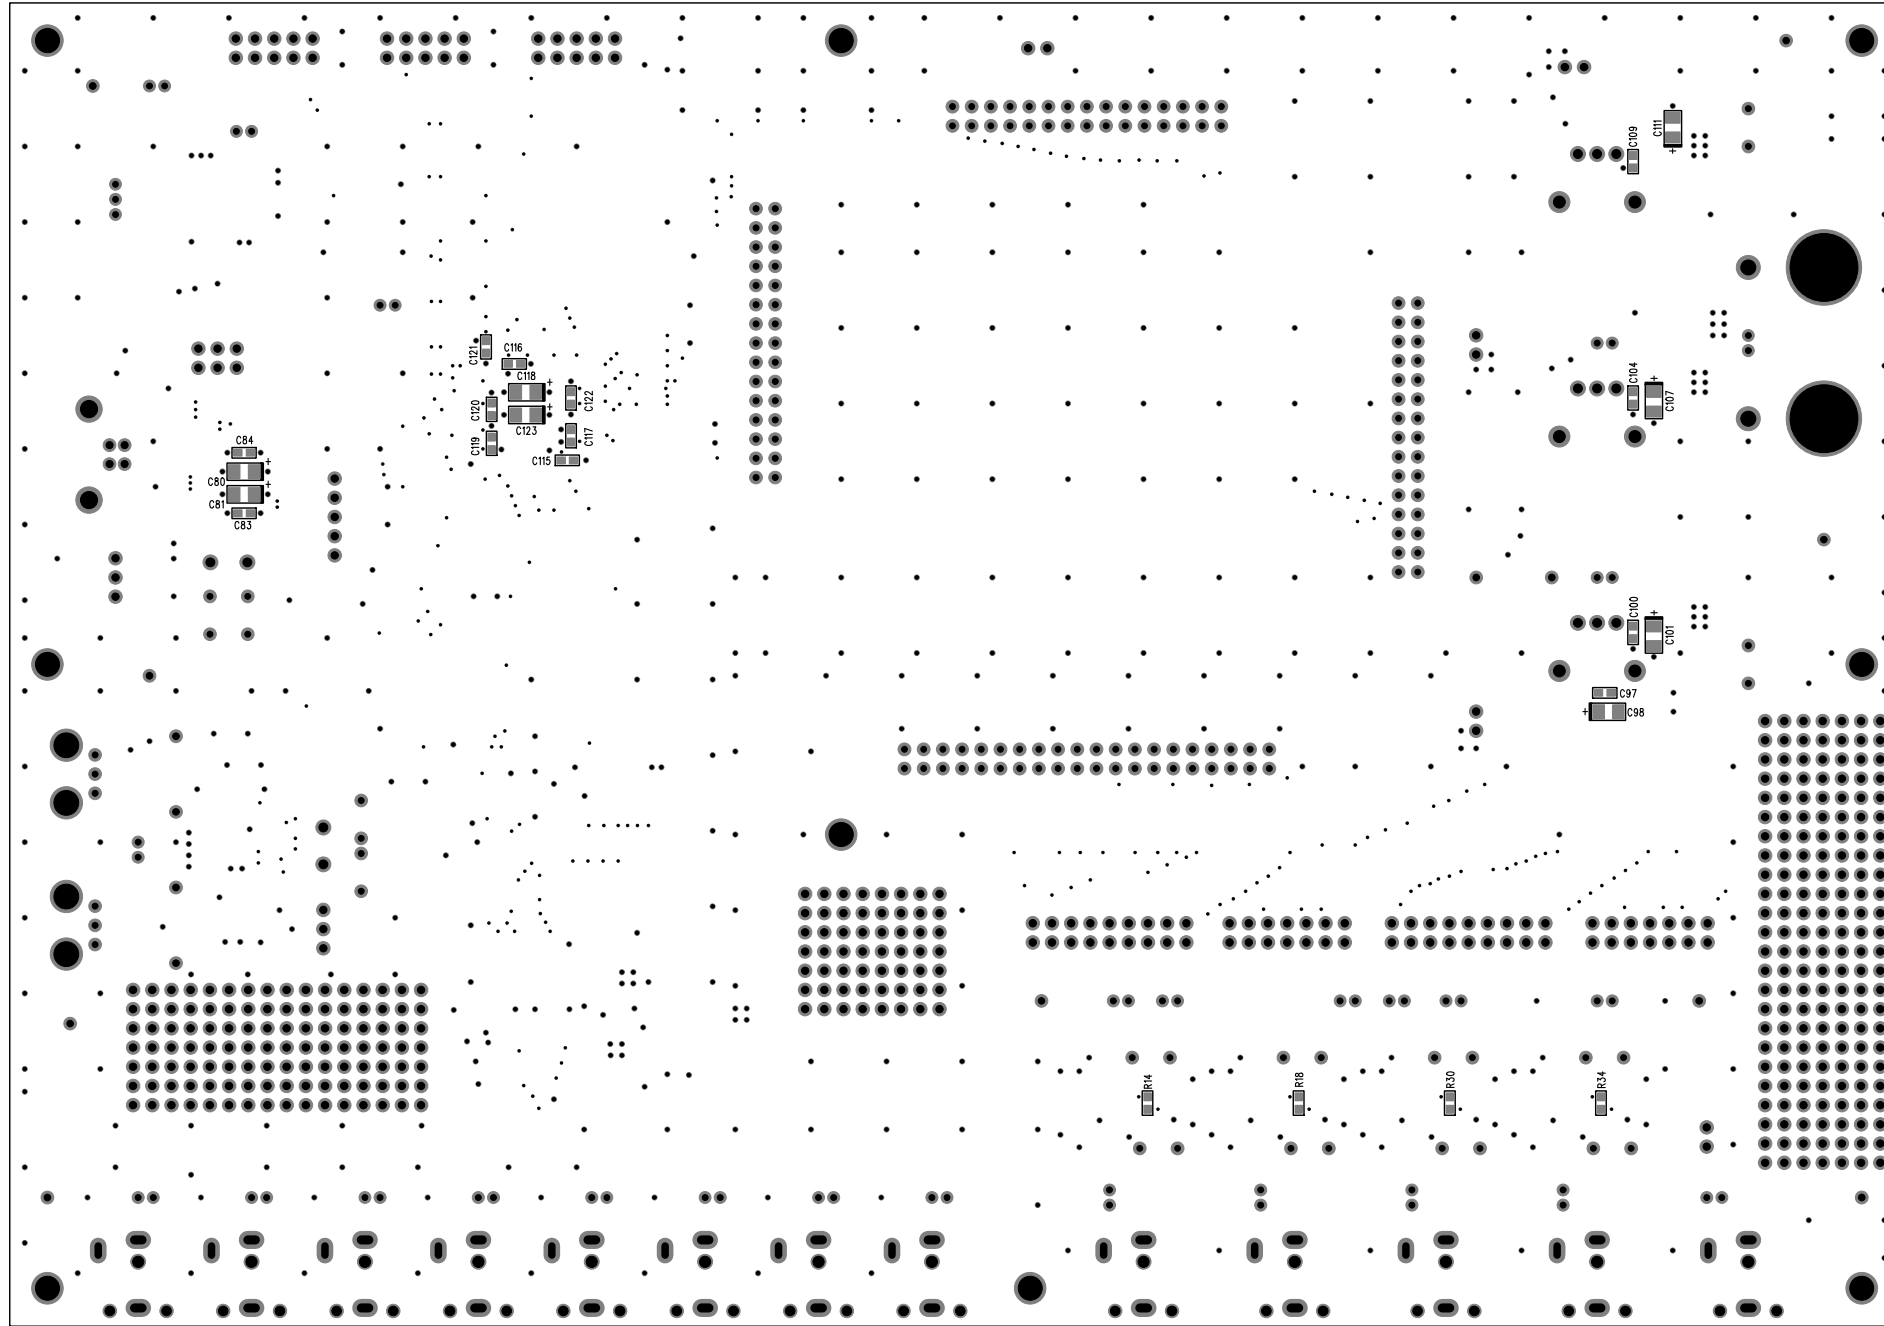 C109
C111
+
C121
C116
C118
+
C120
+
C122
C123
C119
C117
C115
C104
+
C107
C84
+
C80
+
C81
C83
C100
+
C101
C97
+
C98
R14
R18
R30
R34